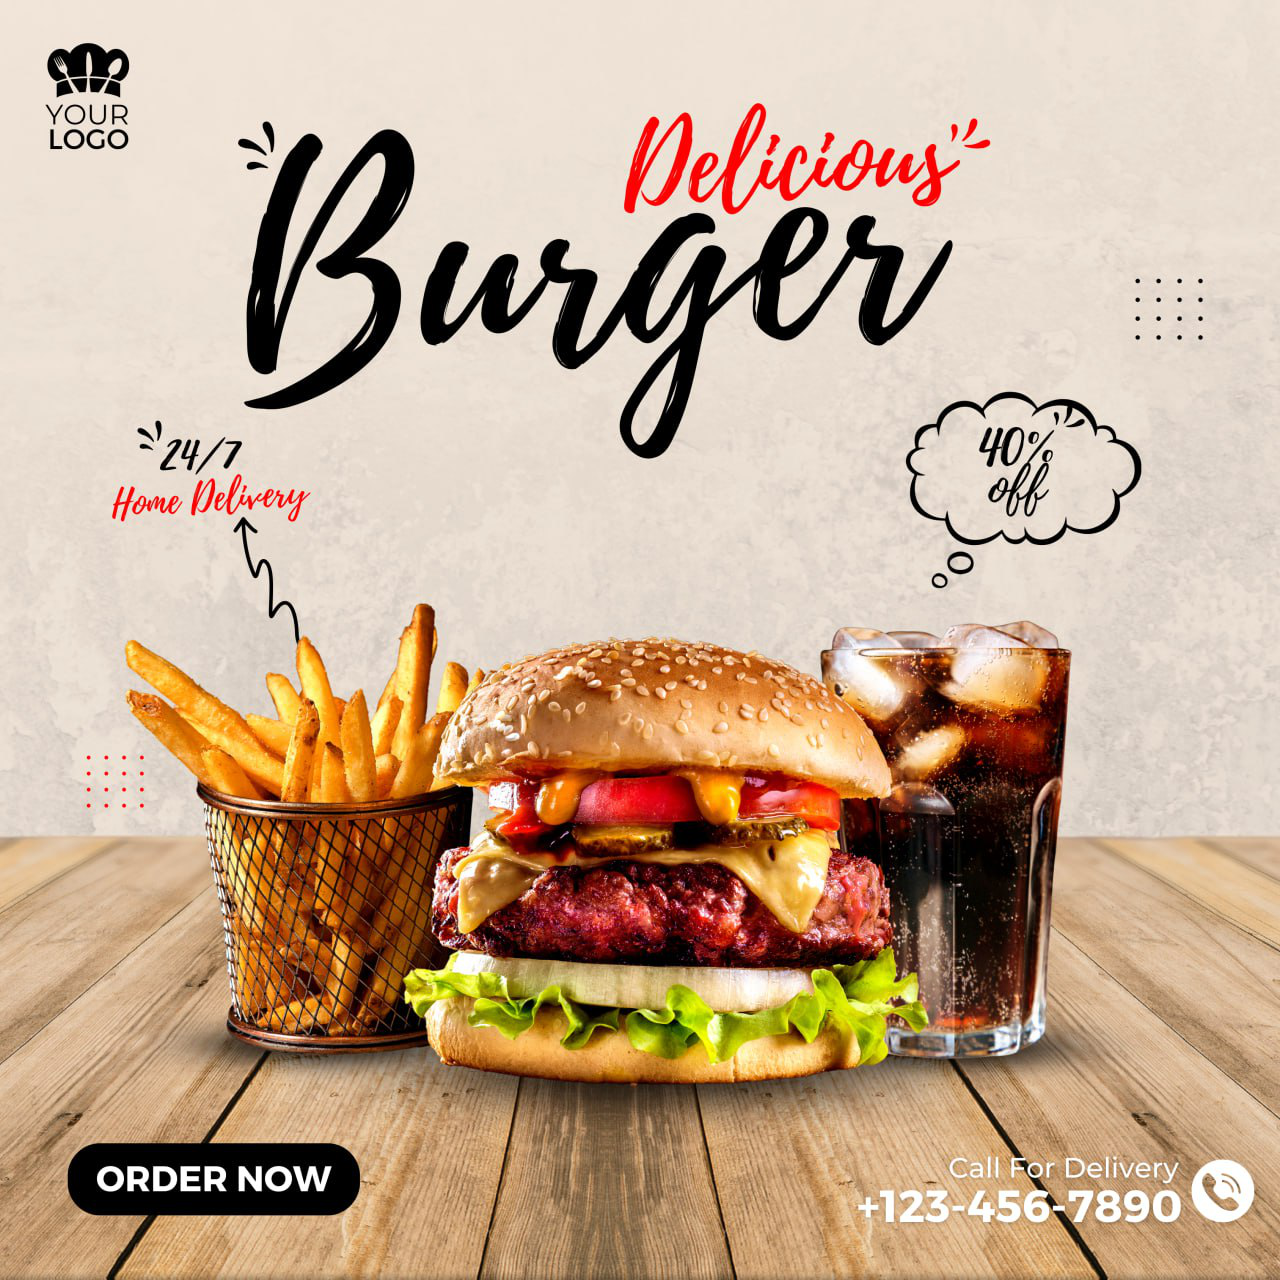 YOUR
LOGO
Delicious
Burger
24/7
Home Delivery
40%
off
ORDER NOW
Call For Delivery
+123-456-7890